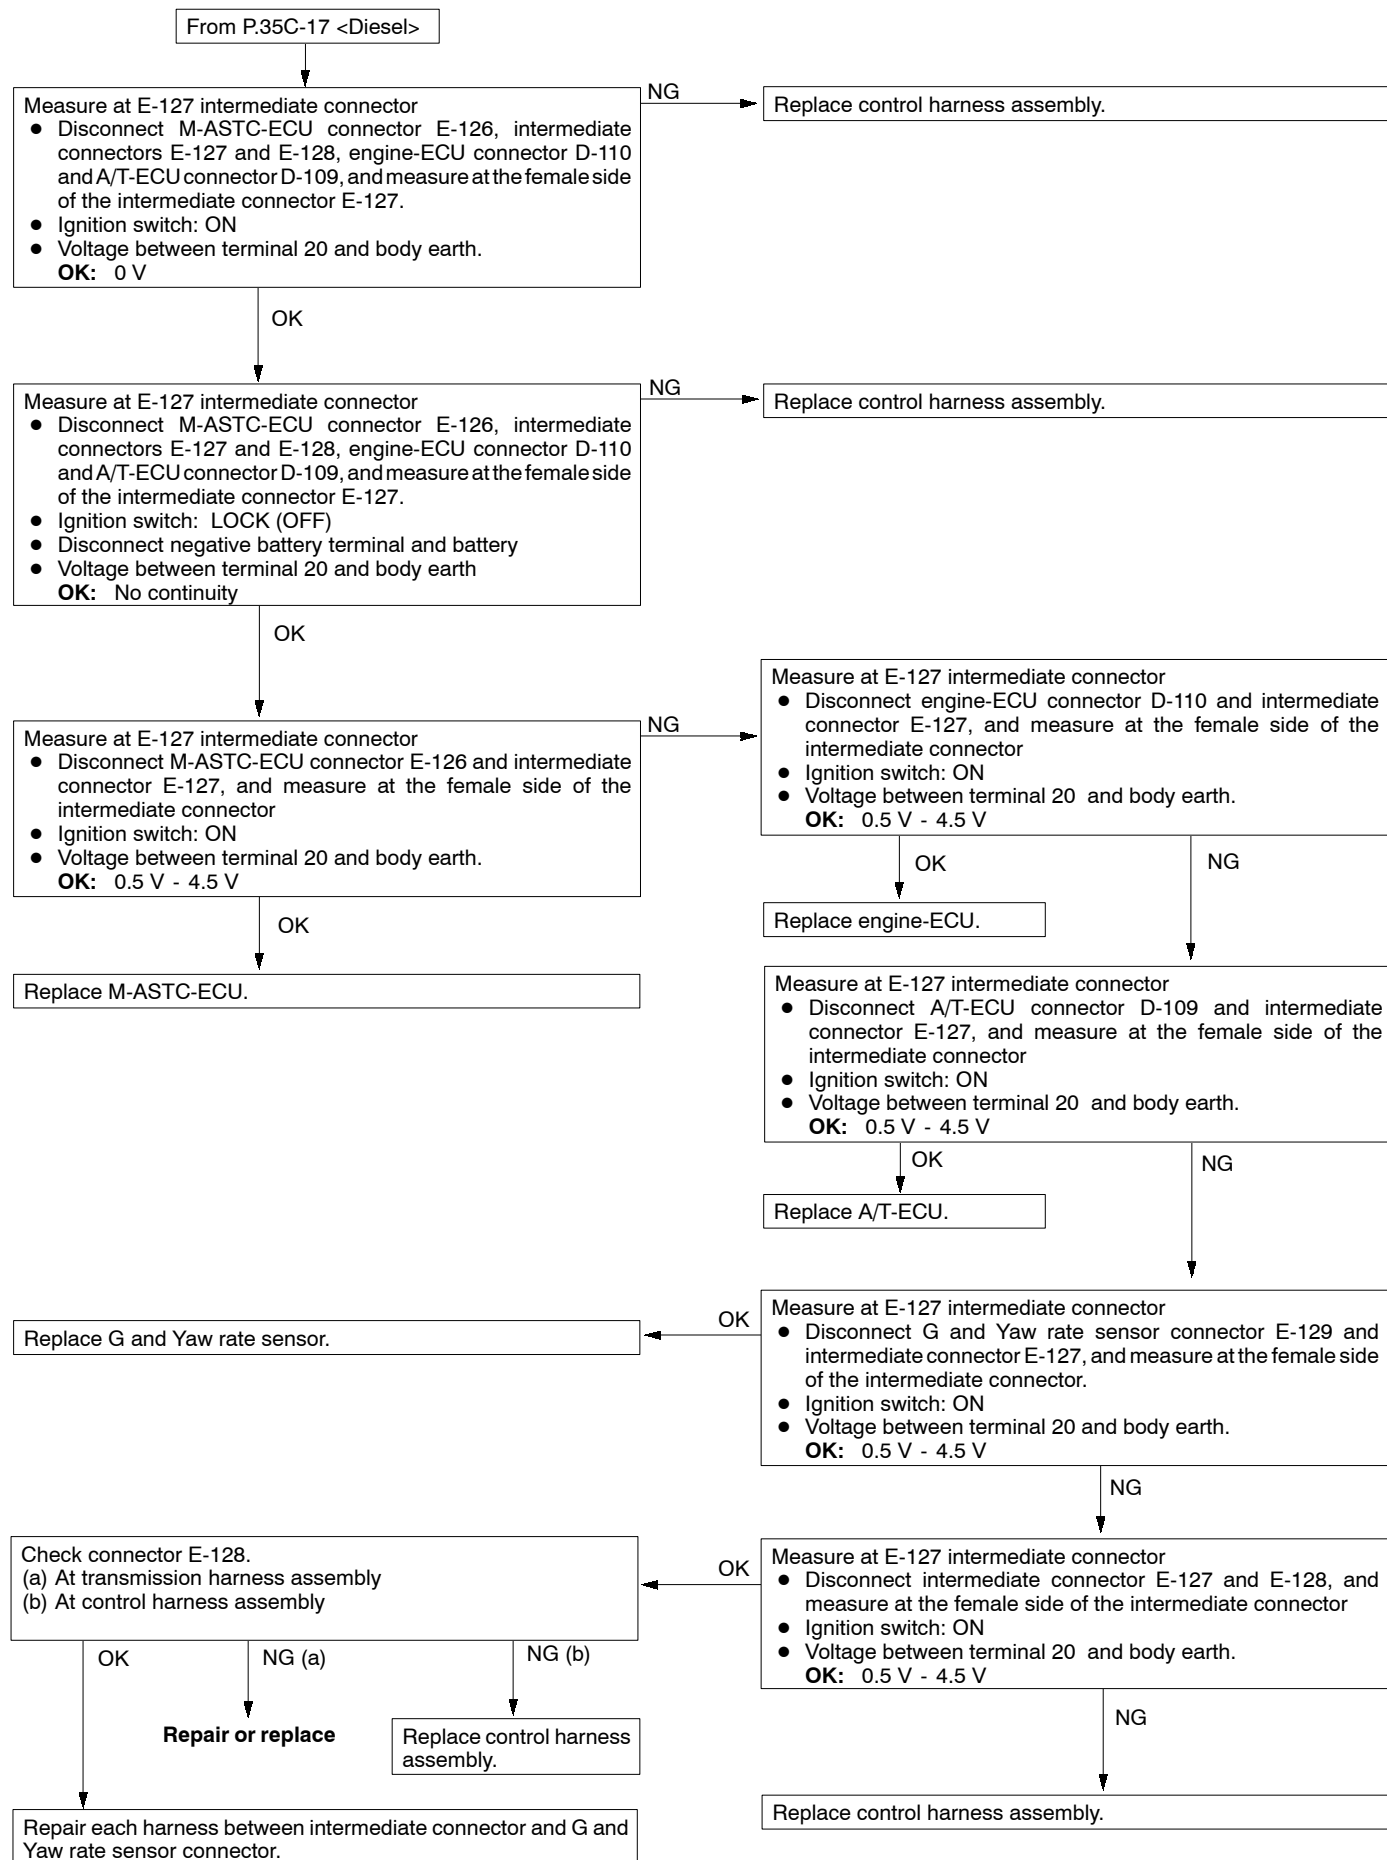 From P.35C-17 <Diesel>
Measure at E-127 intermediate connector
● Disconnect M-ASTC-ECU connector E-126, intermediate
connectors E-127 and E-128, engine-ECU connector D-110
and A/T-ECU connector D-109, and measure at the female side
of the intermediate connector E-127.
● Ignition switch: ON
● Voltage between terminal 20 and body earth.
OK: 0 V
NG
Replace control harness assembly.
OK
Measure at E-127 intermediate connector
● Disconnect M-ASTC-ECU connector E-126, intermediate
connectors E-127 and E-128, engine-ECU connector D-110
and A/T-ECU connector D-109, and measure at the female side
of the intermediate connector E-127.
● Ignition switch: LOCK (OFF)
● Disconnect negative battery terminal and battery
● Voltage between terminal 20 and body earth
OK: No continuity
NG
Replace control harness assembly.
OK
Measure at E-127 intermediate connector
● Disconnect M-ASTC-ECU connector E-126 and intermediate
connector E-127, and measure at the female side of the
intermediate connector
● Ignition switch: ON
● Voltage between terminal 20 and body earth.
OK: 0.5 V - 4.5 V
NG
Measure at E-127 intermediate connector
● Disconnect engine-ECU connector D-110 and intermediate
connector E-127, and measure at the female side of the
intermediate connector
● Ignition switch: ON
● Voltage between terminal 20 and body earth.
OK: 0.5 V - 4.5 V
OK
NG
OK
Replace engine-ECU.
Replace M-ASTC-ECU.
Measure at E-127 intermediate connector
● Disconnect A/T-ECU connector D-109 and intermediate
connector E-127, and measure at the female side of the
intermediate connector
● Ignition switch: ON
● Voltage between terminal 20 and body earth.
OK: 0.5 V - 4.5 V
OK
NG
Replace A/T-ECU.
Measure at E-127 intermediate connector
● Disconnect G and Yaw rate sensor connector E-129 and
intermediate connector E-127, and measure at the female side
of the intermediate connector.
● Ignition switch: ON
● Voltage between terminal 20 and body earth.
OK: 0.5 V - 4.5 V
OK
Replace G and Yaw rate sensor.
NG
Measure at E-127 intermediate connector
● Disconnect intermediate connector E-127 and E-128, and
measure at the female side of the intermediate connector
● Ignition switch: ON
● Voltage between terminal 20 and body earth.
OK: 0.5 V - 4.5 V
OK
Check connector E-128.
(a) At transmission harness assembly
(b) At control harness assembly
OK
NG (a)
NG (b)
NG
Repair or replace
Replace control harness
assembly.
Replace control harness assembly.
Repair each harness between intermediate connector and G and
Yaw rate sensor connector.